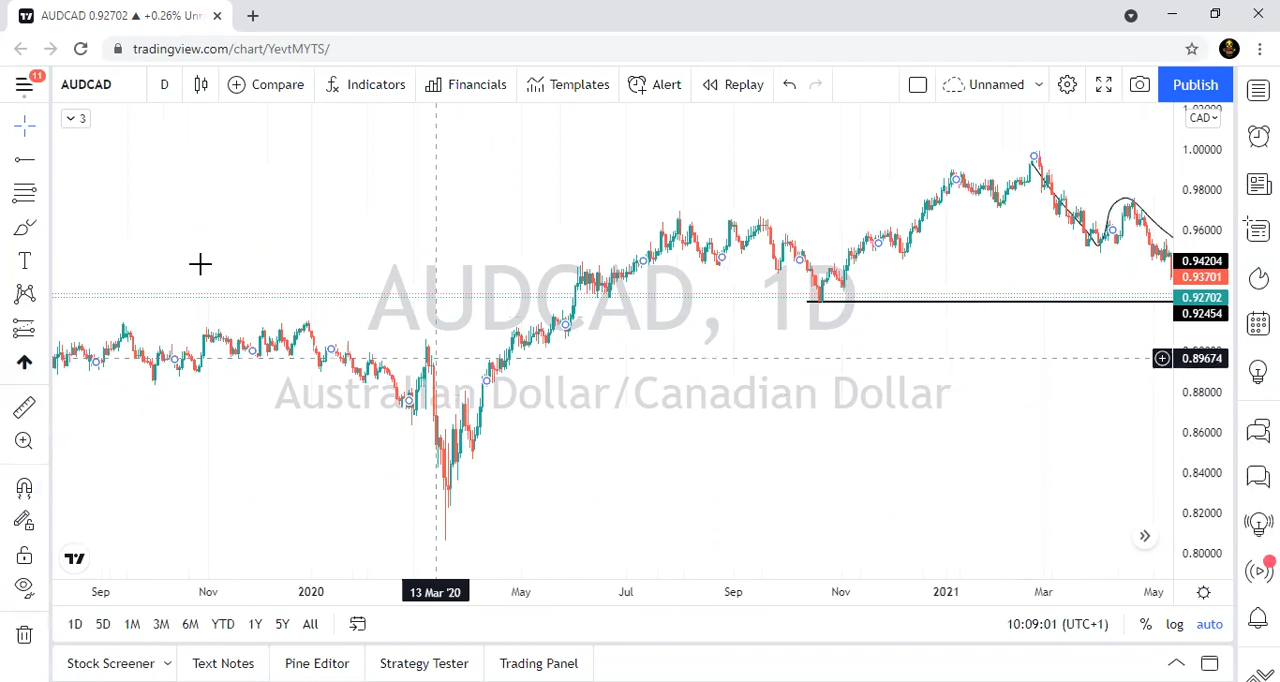 AUDCAD 0.92702 ▲ +0.26% Un
tradingview.com/chart/YevtMYTS/
11
AUDCAD D Compare Indicators Financials Templates Alert Replay Unnamed Publish
3
1.02000
CAD
1.00000
0.98000
0.96000
0.94204
0.93701
0.92702
0.92454
0.89674
0.88000
0.86000
0.84000
0.82000
0.80000
AUDCAD, 1D
Australian Dollar/Canadian Dollar
Sep Nov 2020 13 Mar '20 May Jul Sep Nov 2021 Mar May
1D 5D 1M 3M 6M YTD 1Y 5Y All 10:09:01 (UTC+1) % log auto
Stock Screener Text Notes Pine Editor Strategy Tester Trading Panel